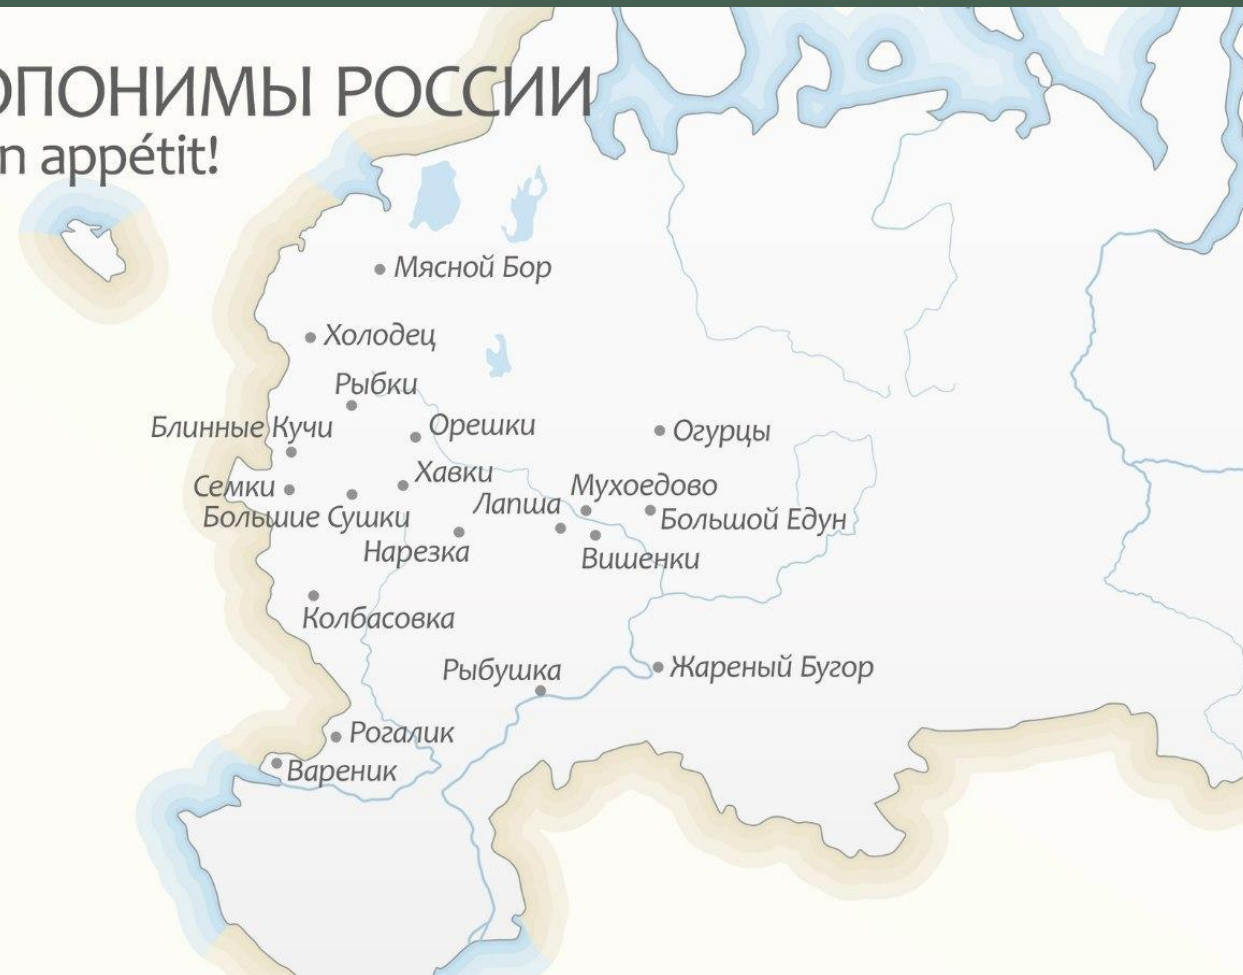 ОПОНИМЫ РОССИИ
n appétit!
Мясной Бор
Холодец
Рыбки
Блинные Кучи
Орешки
Огурцы
Хавки
Семки
Мухоедово
Лапша
Большие Сушки
Большой Едун
Нарезка
Вишенки
Колбасовка
Рыбушка
Жареный Бугор
Рогалик
Вареник